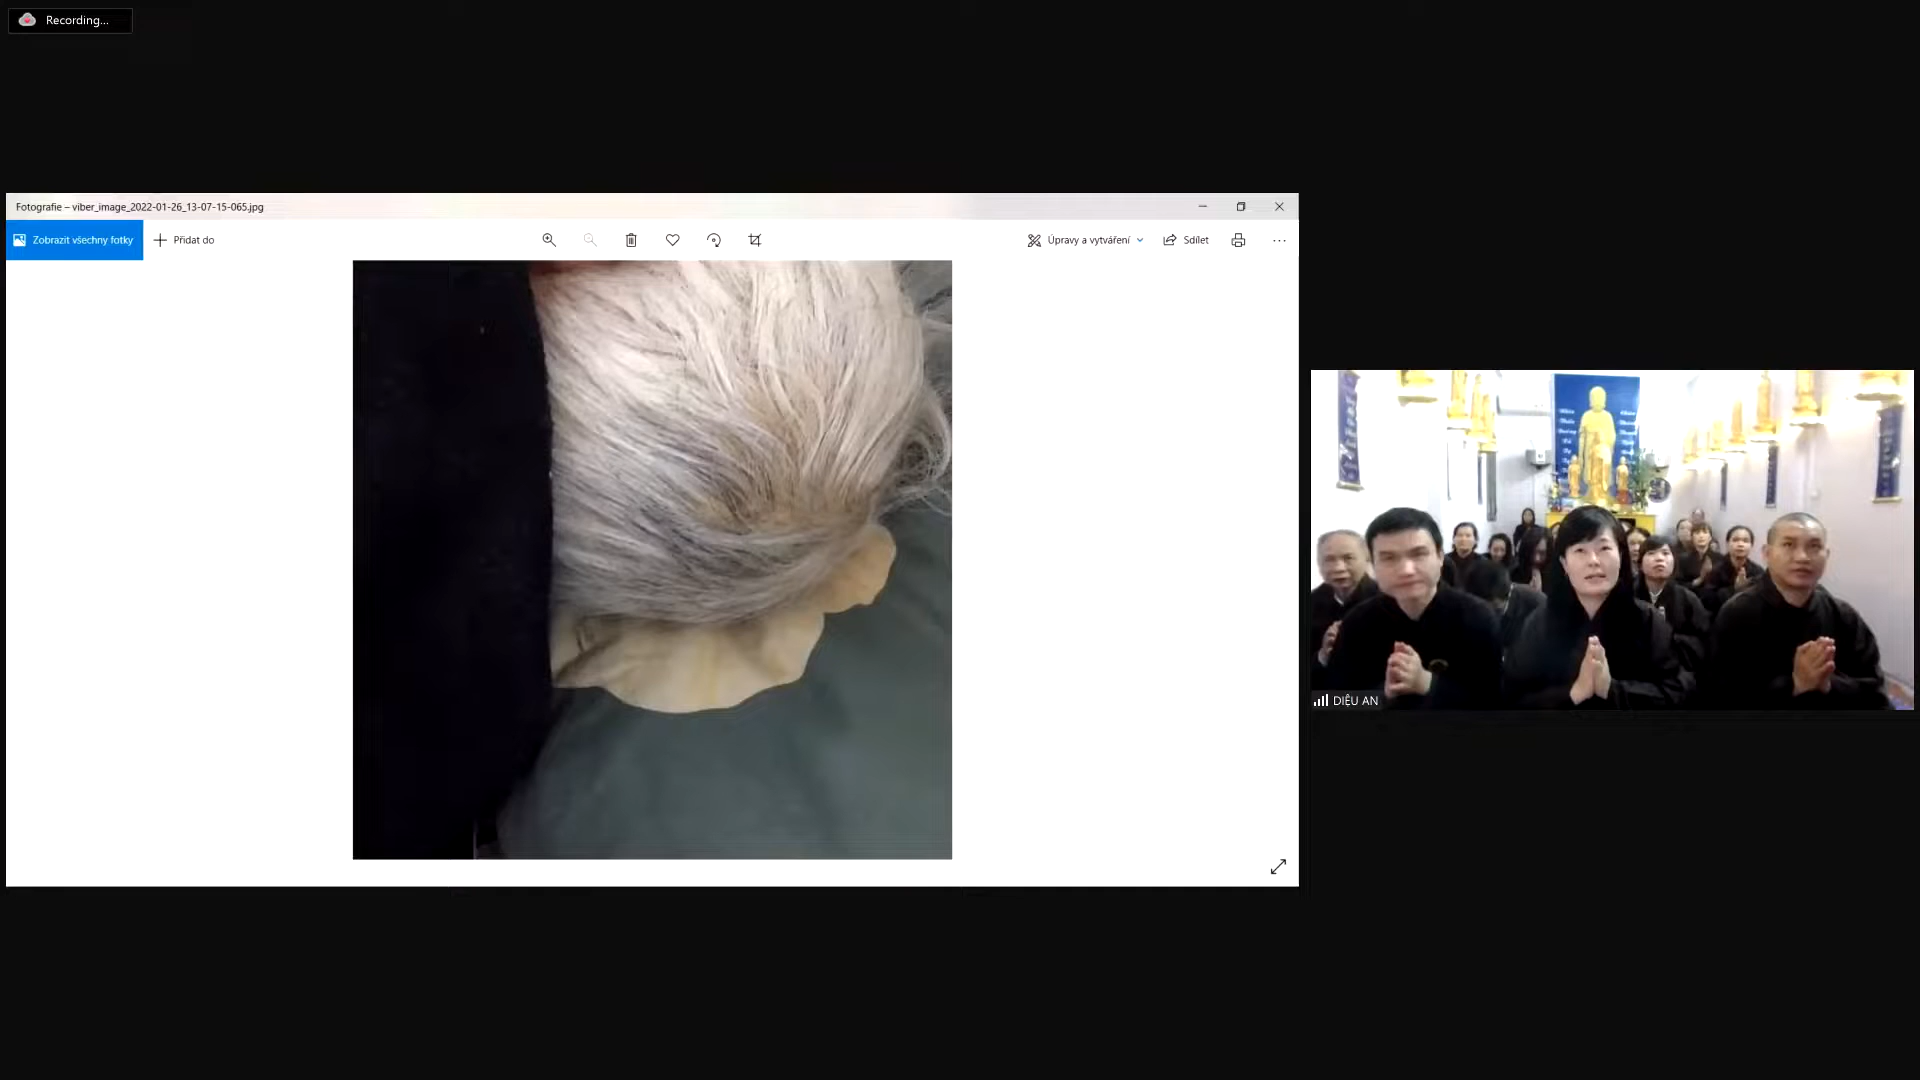 Recording...
Fotografie – viber_image_2022-01-26_13-07-15-065.jpg
Zobrazit všechny fotky
Přidat do
Úpravy a vytváření
Sdílet
DIỆU AN